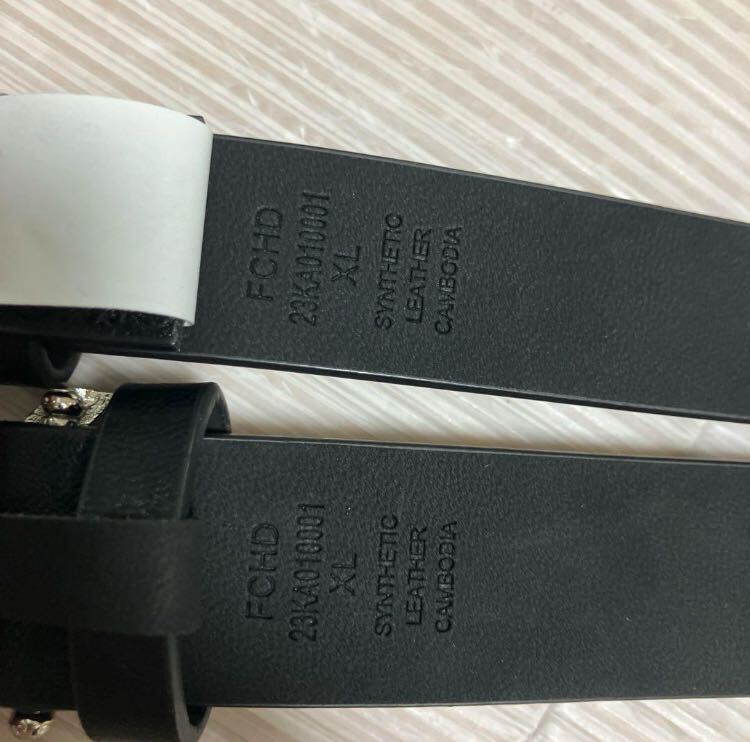 FCHD
23KA010001
XL
SYNTHETIC
LEATHER
CAMBODIA
FCHD
23KA010001
XL
SYNTHETIC
LEATHER
CAMBODIA